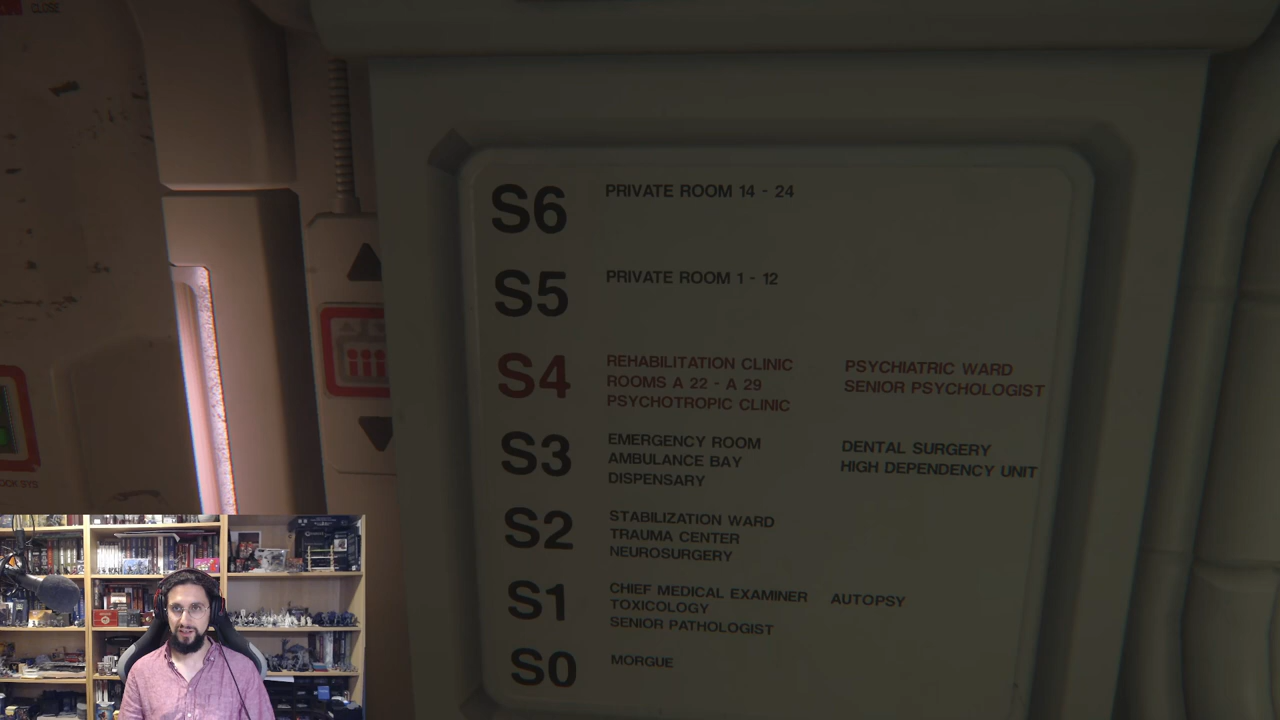 CLOSE
S6 PRIVATE ROOM 14 - 24
S5 PRIVATE ROOM 1 - 12
S4 REHABILITATION CLINIC PSYCHIATRIC WARD
ROOMS A 22 - A 29 SENIOR PSYCHOLOGIST
PSYCHOTROPIC CLINIC
S3 EMERGENCY ROOM DENTAL SURGERY
AMBULANCE BAY HIGH DEPENDENCY UNIT
DISPENSARY
S2 STABILIZATION WARD
TRAUMA CENTER
NEUROSURGERY
S1 CHIEF MEDICAL EXAMINER AUTOPSY
TOXICOLOGY
SENIOR PATHOLOGIST
S0 MORGUE
SYS